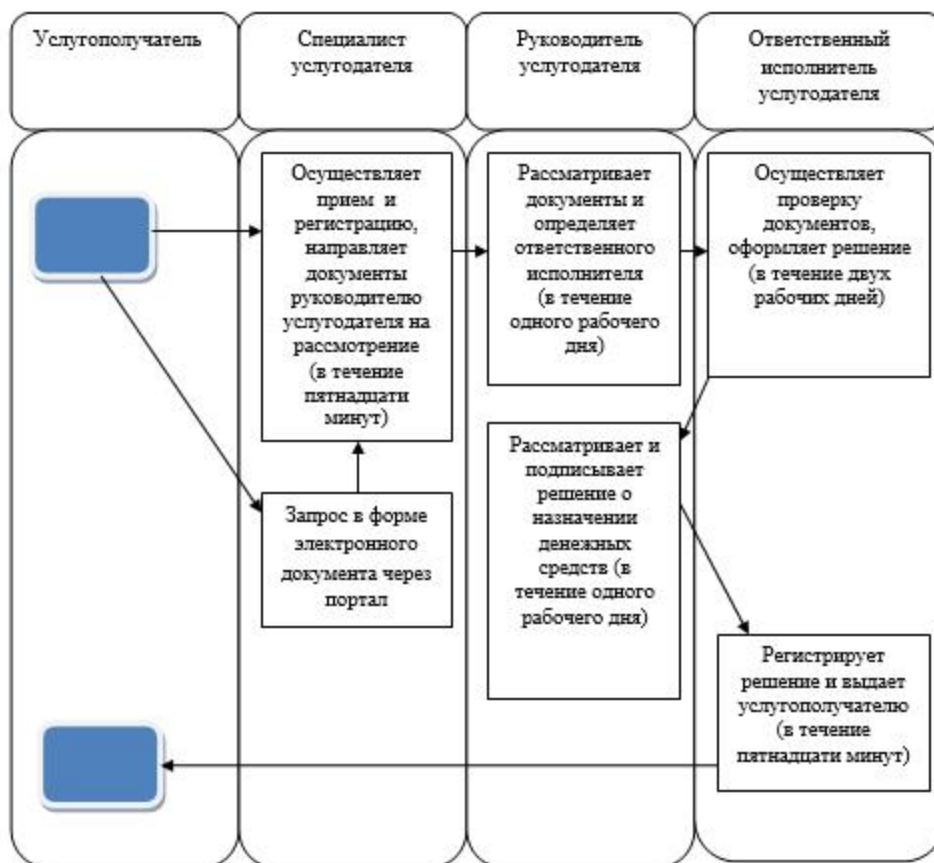 Услугополучатель
Специалист
услугодателя
Руководитель
услугодателя
Ответственный
исполнитель
услугодателя
Осуществляет
прием и
регистрацию,
направляет
документы
руководителю
услугодателя на
рассмотрение
(в течение
пятнадцати
минут)
Рассматривает
документы и
определяет
ответственного
исполнителя
(в течение
одного рабочего
дня)
Осуществляет
проверку
документов,
оформляет решение
(в течение двух
рабочих дней)
Запрос в форме
электронного
документа через
портал
Рассматривает и
подписывает
решение о
назначении
денежных
средств (в
течение одного
рабочего дня)
Регистрирует
решение и выдает
услугополучателю
(в течение
пятнадцати минут)